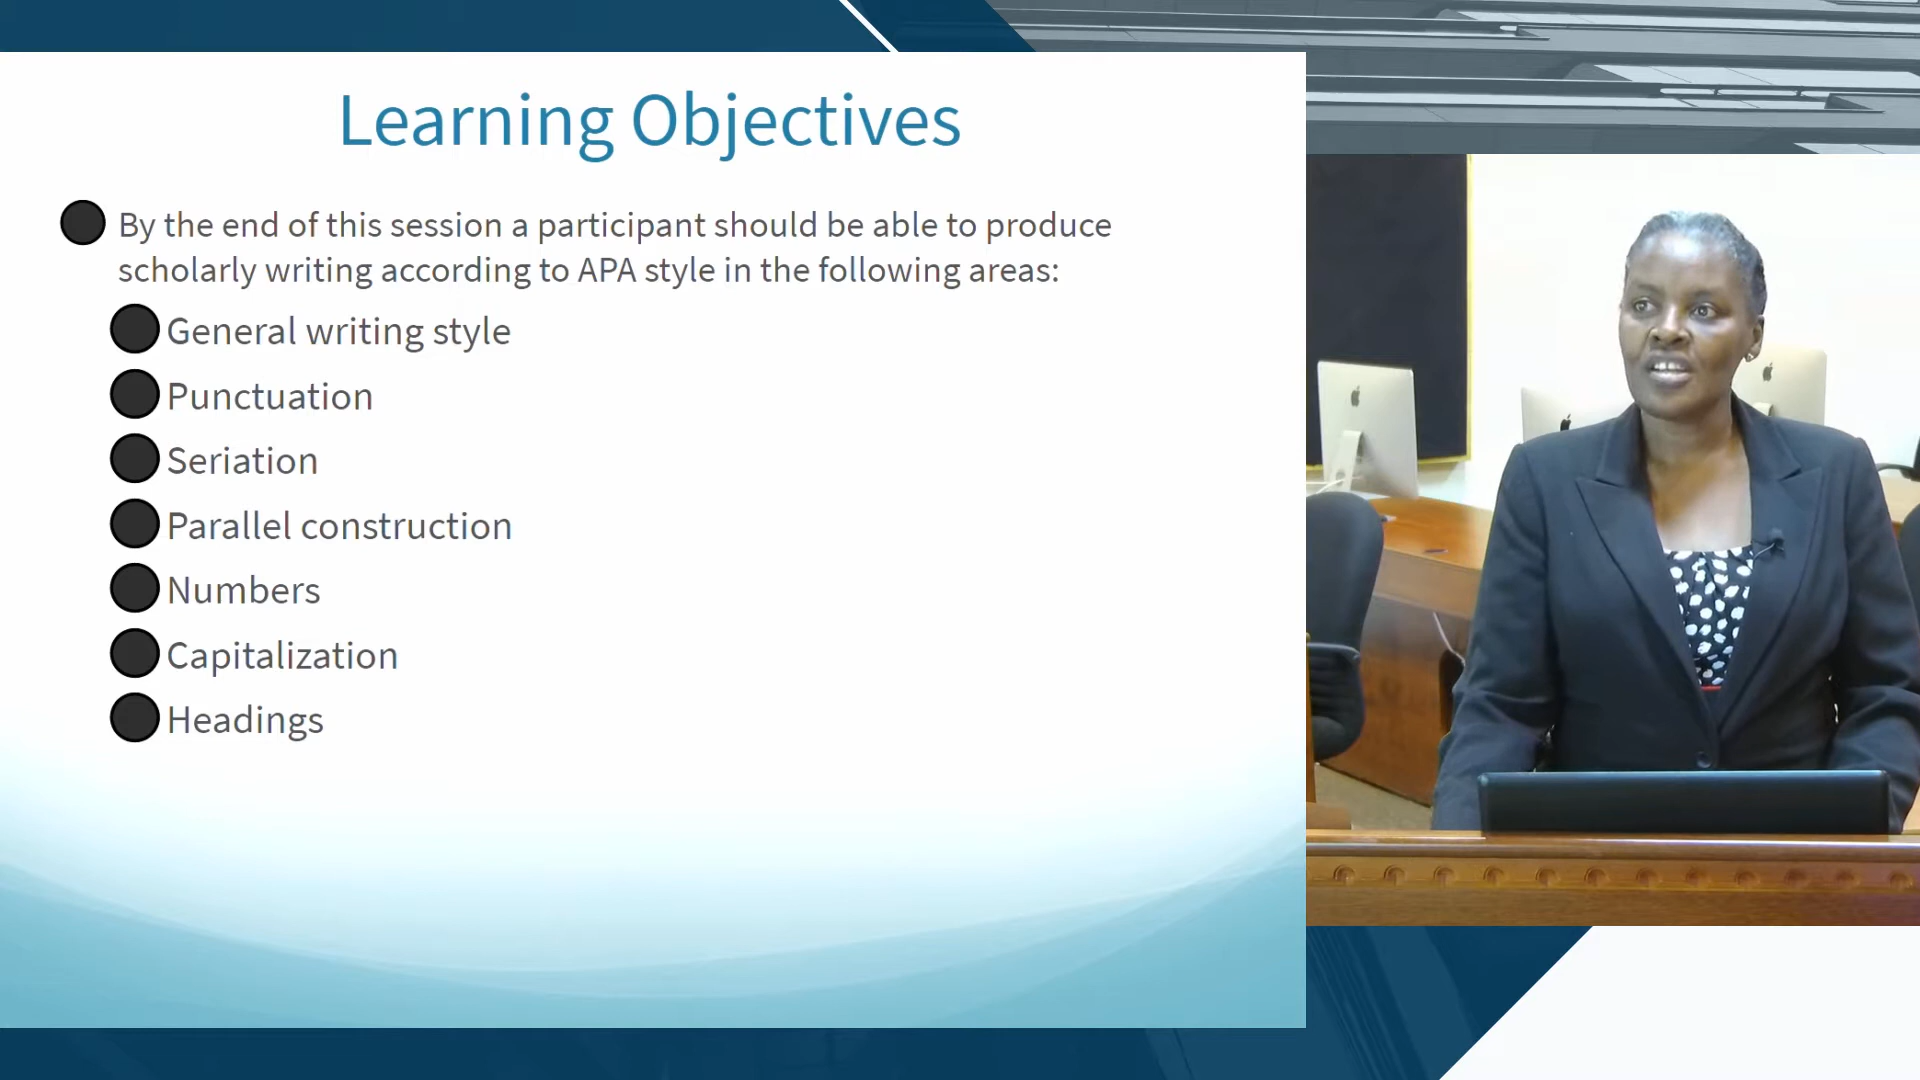 Learning Objectives
By the end of this session a participant should be able to produce
scholarly writing according to APA style in the following areas:
General writing style
Punctuation
Seriation
Parallel construction
Numbers
Capitalization
Headings